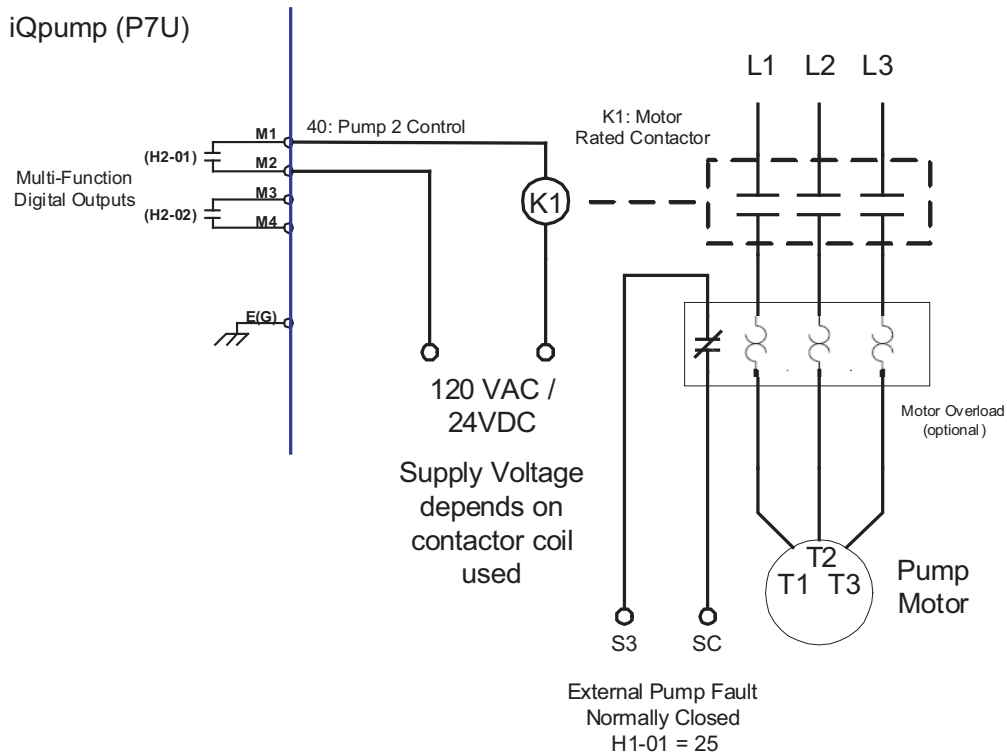 iQpump (P7U)
L1 L2 L3
K1: Motor
Rated Contactor
40: Pump 2 Control
M1
(H2-01)
M2
Multi-Function
Digital Outputs
M3
(H2-02)
M4
K1
E(G)
120 VAC /
24VDC
Supply Voltage
depends on
contactor coil
used
Motor Overload
(optional)
T1 T2 T3
Pump
Motor
S3 SC
External Pump Fault
Normally Closed
H1-01 = 25